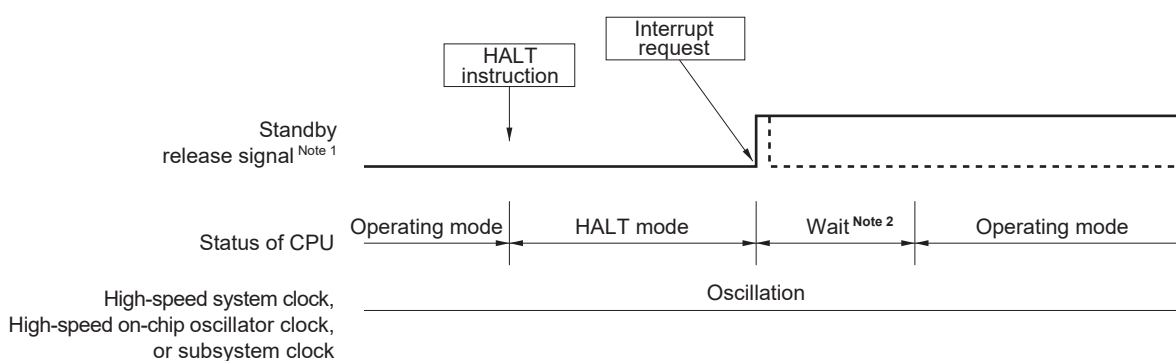 Interrupt
request
HALT
instruction
Standby
release signal Note 1
Status of CPU
Operating mode
HALT mode
Wait Note 2
Operating mode
High-speed system clock,
High-speed on-chip oscillator clock,
or subsystem clock
Oscillation